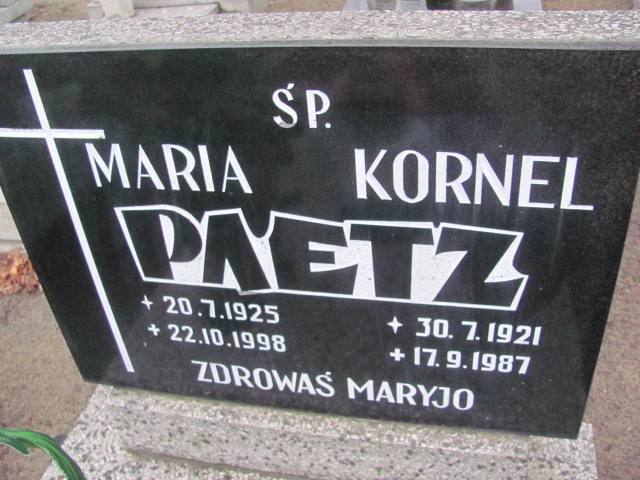 ŚP.
MARIA KORNEL
PAETZ
+ 20.7.1925 + 30.7.1921
+ 22.10.1998 + 17.9.1987
ZDROWAŚ MARYJO